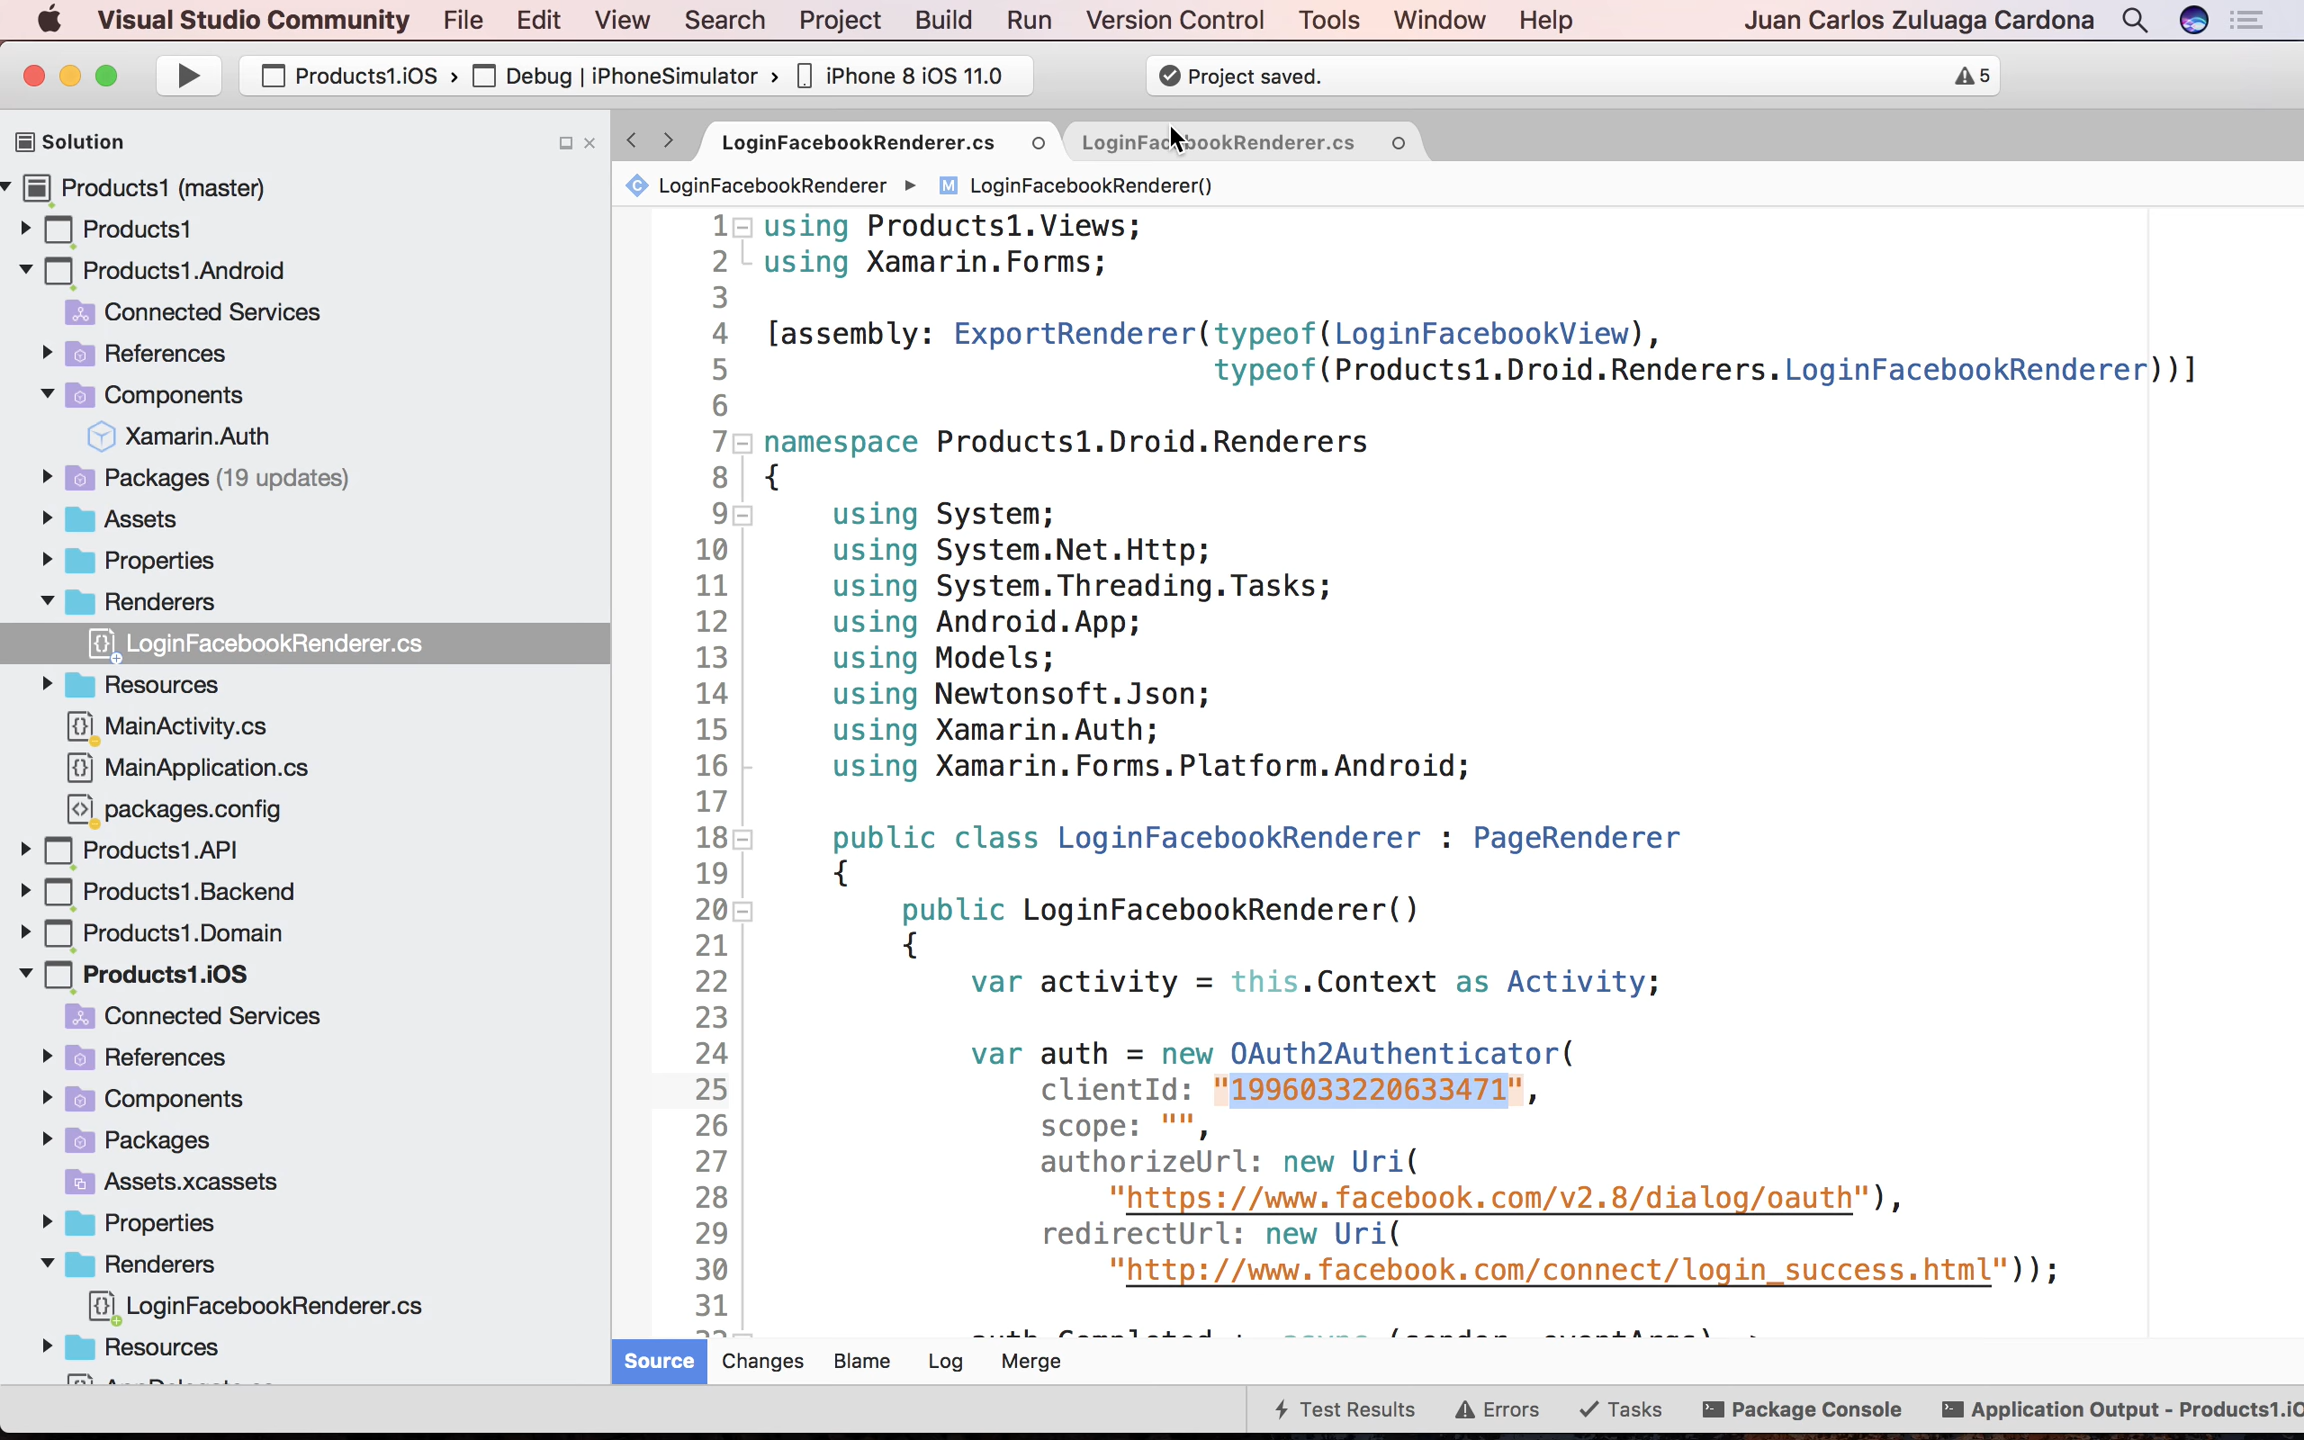 Visual Studio Community File Edit View Search Project Build Run Version Control Tools Window Help Juan Carlos Zuluaga Cardona
Products1.iOS › Debug | iPhoneSimulator › iPhone 8 iOS 11.0
Project saved.
5
Solution
LoginFacebookRenderer.cs
LoginFacebookRenderer.cs
LoginFacebookRenderer LoginFacebookRenderer()
Products1 (master)
Products1
Products1.Android
Connected Services
References
Components
Xamarin.Auth
Packages (19 updates)
Assets
Properties
Renderers
LoginFacebookRenderer.cs
Resources
MainActivity.cs
MainApplication.cs
packages.config
Products1.API
Products1.Backend
Products1.Domain
Products1.iOS
Connected Services
References
Components
Packages
Assets.xcassets
Properties
Renderers
LoginFacebookRenderer.cs
Resources
1 using Products1.Views;
2 using Xamarin.Forms;
3
4 [assembly: ExportRenderer(typeof(LoginFacebookView),
5 typeof(Products1.Droid.Renderers.LoginFacebookRenderer))]
6
7 namespace Products1.Droid.Renderers
8 {
9 using System;
10 using System.Net.Http;
11 using System.Threading.Tasks;
12 using Android.App;
13 using Models;
14 using Newtonsoft.Json;
15 using Xamarin.Auth;
16 using Xamarin.Forms.Platform.Android;
17
18 public class LoginFacebookRenderer : PageRenderer
19 {
20 public LoginFacebookRenderer()
21 {
22 var activity = this.Context as Activity;
23
24 var auth = new OAuth2Authenticator(
25 clientId: "1996033220633471",
26 scope: "",
27 authorizeUrl: new Uri(
28 "https://www.facebook.com/v2.8/dialog/oauth"),
29 redirectUrl: new Uri(
30 "http://www.facebook.com/connect/login_success.html"));
31
Source Changes Blame Log Merge
Test Results Errors Tasks Package Console Application Output - Products1.iO